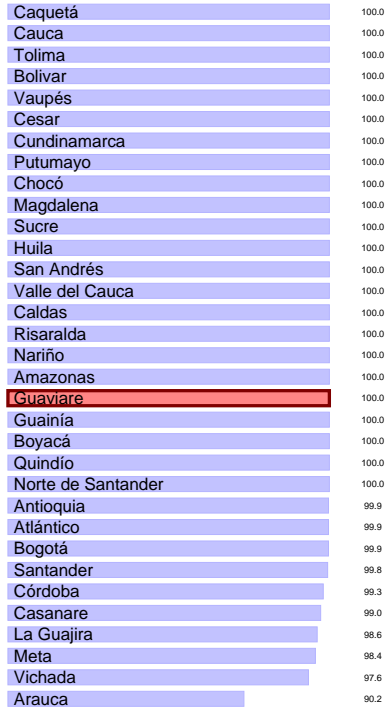 Caquetá 100.0
Cauca 100.0
Tolima 100.0
Bolivar 100.0
Vaupés 100.0
Cesar 100.0
Cundinamarca 100.0
Putumayo 100.0
Chocó 100.0
Magdalena 100.0
Sucre 100.0
Huila 100.0
San Andrés 100.0
Valle del Cauca 100.0
Caldas 100.0
Risaralda 100.0
Nariño 100.0
Amazonas 100.0
Guaviare 100.0
Guainía 100.0
Boyacá 100.0
Quindío 100.0
Norte de Santander 100.0
Antioquia 99.9
Atlántico 99.9
Bogotá 99.9
Santander 99.8
Córdoba 99.3
Casanare 99.0
La Guajira 98.6
Meta 98.4
Vichada 97.6
Arauca 90.2